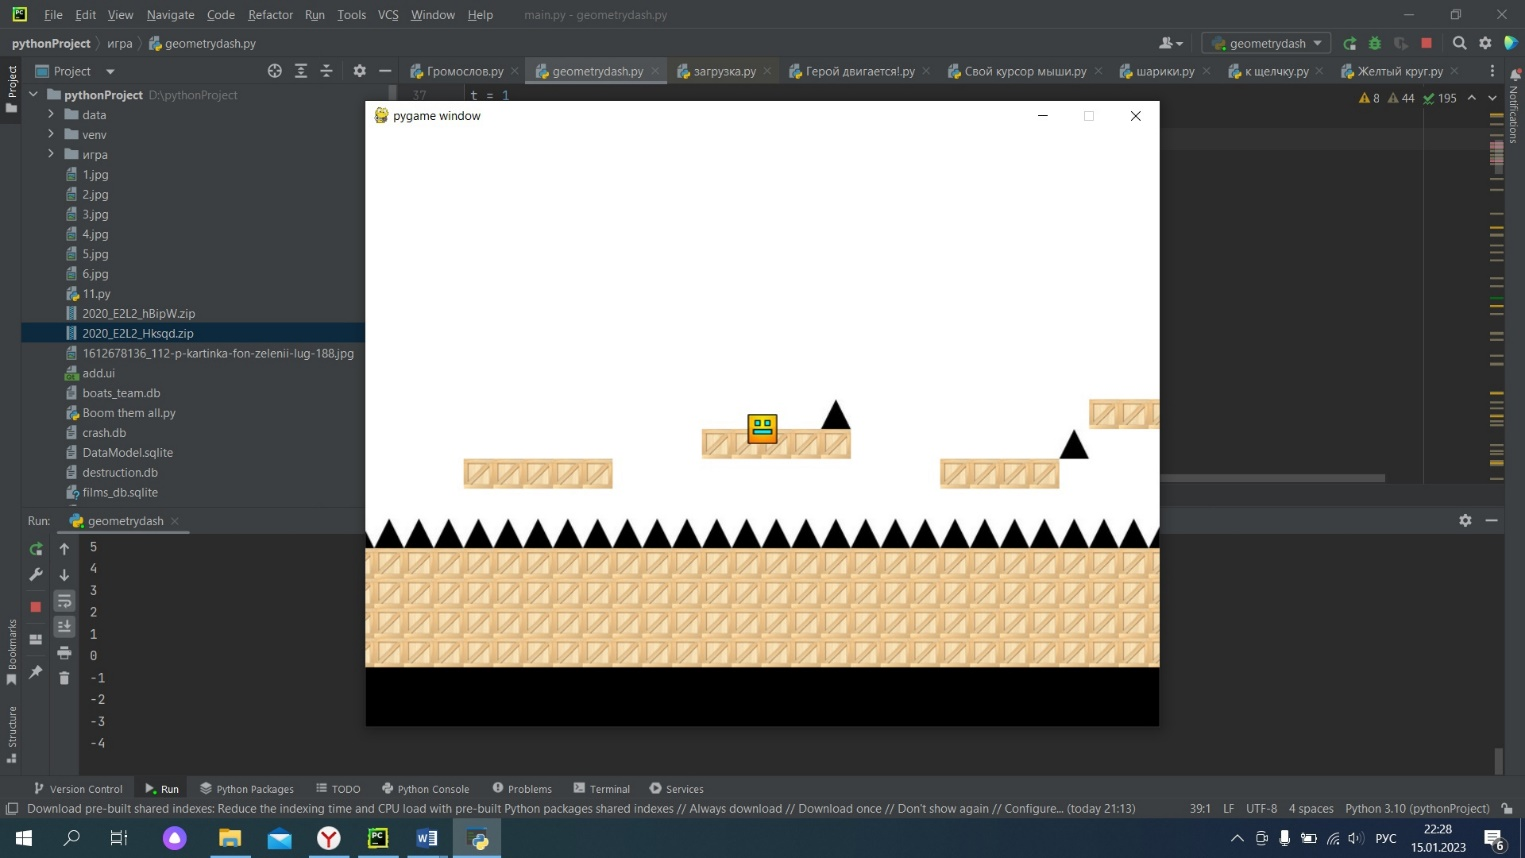 File Edit View Navigate Code Refactor Run Tools VCS Window Help main.py - geometrydash.py
pythonProject игра geometrydash.py geometrydash
Project Project Громослов.py geometrydash.py загрузка.py Герой двигается!.py Свой курсор мыши.py шарики.py к щелчку.py Желтый круг.py Notifications
pythonProject D:\pythonProject 37 t = 1 8 44 195
data
venv
игра
1.jpg
2.jpg
3.jpg
4.jpg
5.jpg
6.jpg
11.py
2020_E2L2_hBipW.zip
2020_E2L2_Hksqd.zip
1612678136_112-p-kartinka-fon-zelenii-lug-188.jpg
add.ui
boats_team.db
Boom them all.py
crash.db
DataModel.sqlite
destruction.db
films_db.sqlite
pygame window
Run: geometrydash
5
4
3
2
1
0
-1
-2
-3
-4
Bookmarks
Structure
Version Control Run Python Packages TODO Python Console Problems Terminal Services
Download pre-built shared indexes: Reduce the indexing time and CPU load with pre-built Python packages shared indexes // Always download // Download once // Don't show again // Configure... (today 21:13) 39:1 LF UTF-8 4 spaces Python 3.10 (pythonProject)
РУС 22:28
15.01.2023 6